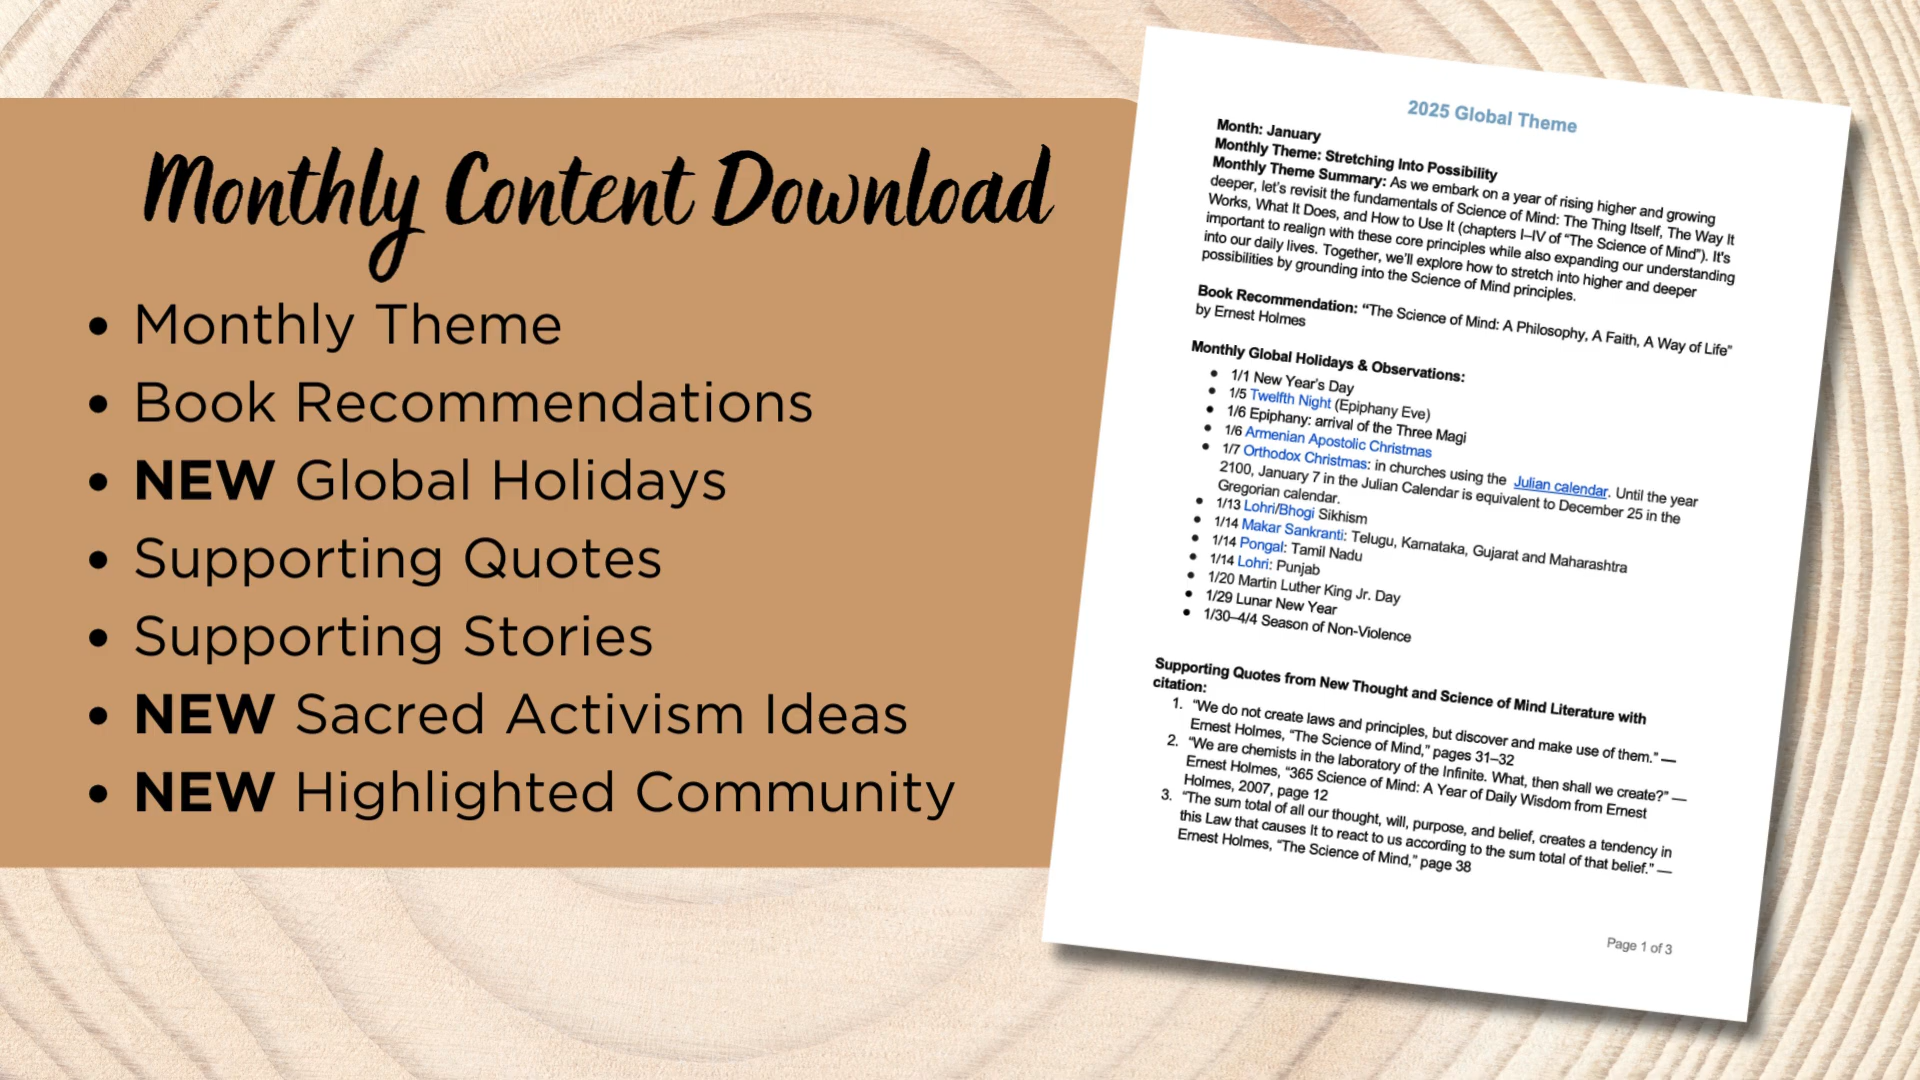 Monthly Content Download
• Monthly Theme
• Book Recommendations
• NEW Global Holidays
• Supporting Quotes
• Supporting Stories
• NEW Sacred Activism Ideas
• NEW Highlighted Community
2025 Global Theme
Month: January
Monthly Theme: Stretching Into Possibility
Monthly Theme Summary: As we embark on a year of rising higher and growing
deeper, let's revisit the fundamentals of Science of Mind: The Thing Itself, The Way It
Works, What It Does, and How to Use It (chapters I–IV of “The Science of Mind”). It's
important to realign with these core principles while also expanding our understanding
into our daily lives. Together, we'll explore how to stretch into higher and deeper
possibilities by grounding into the Science of Mind principles.
Book Recommendation: “The Science of Mind: A Philosophy, A Faith, A Way of Life”
by Ernest Holmes
Monthly Global Holidays & Observations:
• 1/1 New Year's Day
• 1/5 Twelfth Night (Epiphany Eve)
• 1/6 Epiphany: arrival of the Three Magi
• 1/6 Armenian Apostolic Christmas
• 1/7 Orthodox Christmas: in churches using the Julian calendar. Until the year
2100, January 7 in the Julian Calendar is equivalent to December 25 in the
Gregorian calendar.
• 1/13 Lohri/Bhogi Sikhism
• 1/14 Makar Sankranti: Telugu, Karnataka, Gujarat and Maharashtra
• 1/14 Pongal: Tamil Nadu
• 1/14 Lohri: Punjab
• 1/20 Martin Luther King Jr. Day
• 1/29 Lunar New Year
• 1/30–4/4 Season of Non-Violence
Supporting Quotes from New Thought and Science of Mind Literature with
citation:
1. “We do not create laws and principles, but discover and make use of them.” —
Ernest Holmes, “The Science of Mind,” pages 31–32
2. “We are chemists in the laboratory of the Infinite. What, then shall we create?” —
Ernest Holmes, “365 Science of Mind: A Year of Daily Wisdom from Ernest
Holmes, 2007, page 12
3. “The sum total of all our thought, will, purpose, and belief, creates a tendency in
this Law that causes It to react to us according to the sum total of that belief.” —
Ernest Holmes, “The Science of Mind,” page 38
Page 1 of 3